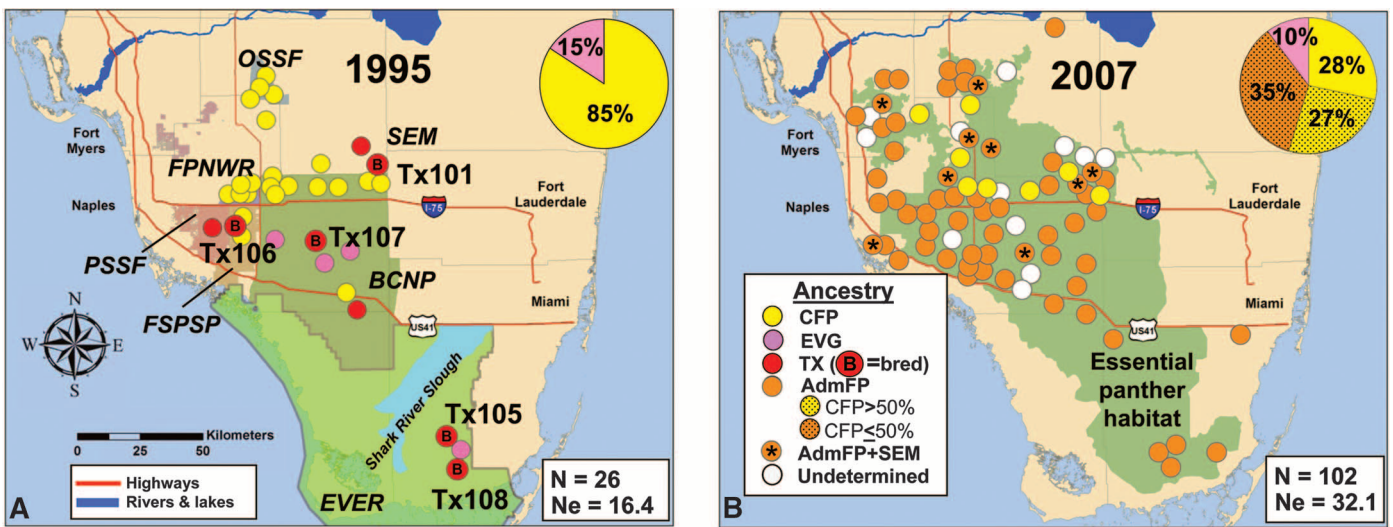 1995
15%
85%
OSSF
SEM
Fort
Myers
FPNWR
B
Tx101
Naples
I-75
Fort
Lauderdale
B
Tx106
B
Tx107
PSSF
BCNP
FSPSP
Miami
N
W
E
S
US41
Shark River Slough
Tx105
B
B
Tx108
Kilometers
0
25
50
Highways
Rivers & lakes
EVER
N = 26
Ne = 16.4
A
2007
10%
28%
35%
27%
Fort
Myers
*
*
*
*
*
*
*
Naples
I-75
Fort
Lauderdale
*
*
Ancestry
CFP
EVG
TX (B=bred)
AdmFP
CFP>50%
CFP≤50%
* AdmFP+SEM
Undetermined
Miami
US41
Essential
panther
habitat
N = 102
Ne = 32.1
B